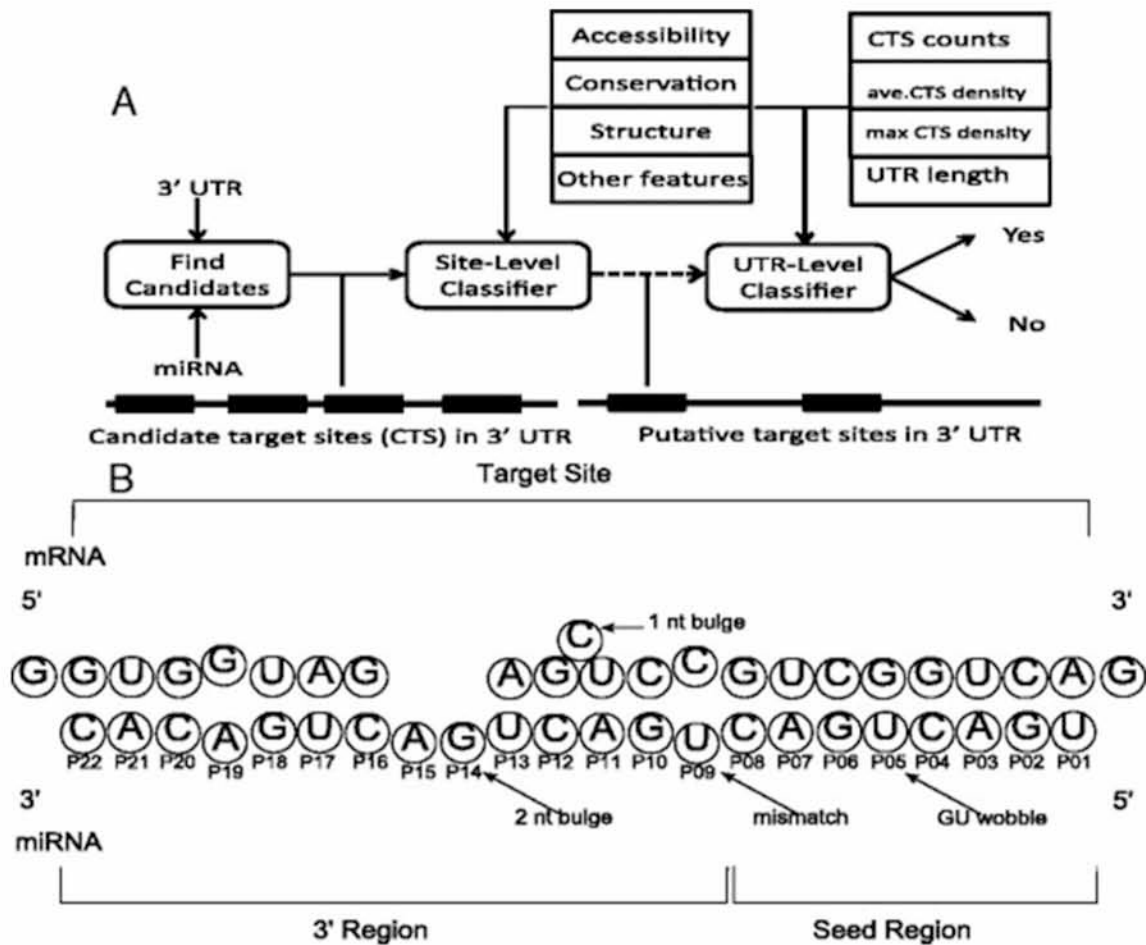 A
Accessibility
Conservation
Structure
Other features
CTS counts
ave.CTS density
max CTS density
UTR length
3' UTR
Find
Candidates
miRNA
Site-Level
Classifier
UTR-Level
Classifier
Yes
No
Candidate target sites (CTS) in 3' UTR
Putative target sites in 3' UTR
B
Target Site
mRNA
5'
3'
C
1 nt bulge
G G U G G U A G A G U C C G U C G G U C A G
C A C A G U C A G U C A G U C A G U C A G U
P22 P21 P20 P19 P18 P17 P16 P15 P14 P13 P12 P11 P10 P09 P08 P07 P06 P05 P04 P03 P02 P01
3'
5'
2 nt bulge
mismatch
GU wobble
miRNA
3' Region
Seed Region